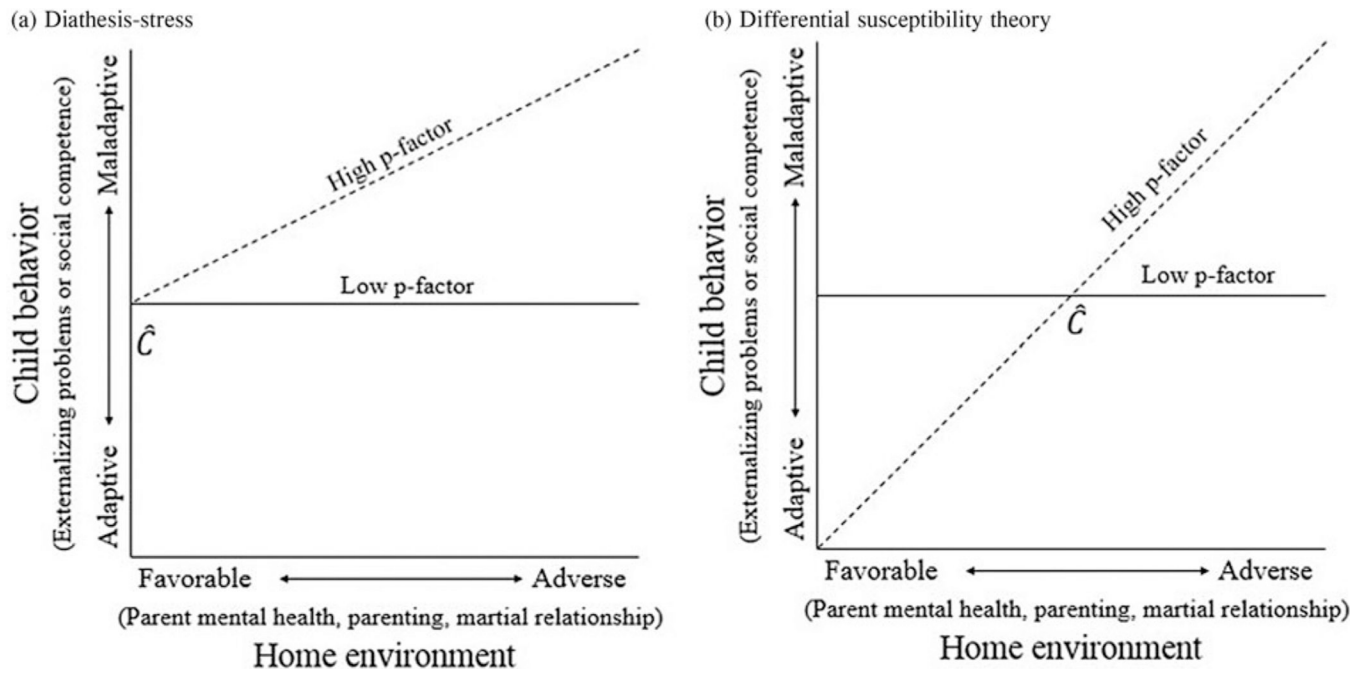 (a) Diathesis-stress
Child behavior
(Externalizing problems or social competence)
Adaptive
Maladaptive
High p-factor
Low p-factor
Ĉ
Favorable
Adverse
(Parent mental health, parenting, martial relationship)
Home environment
(b) Differential susceptibility theory
Child behavior
(Externalizing problems or social competence)
Adaptive
Maladaptive
High p-factor
Low p-factor
Ĉ
Favorable
Adverse
(Parent mental health, parenting, martial relationship)
Home environment